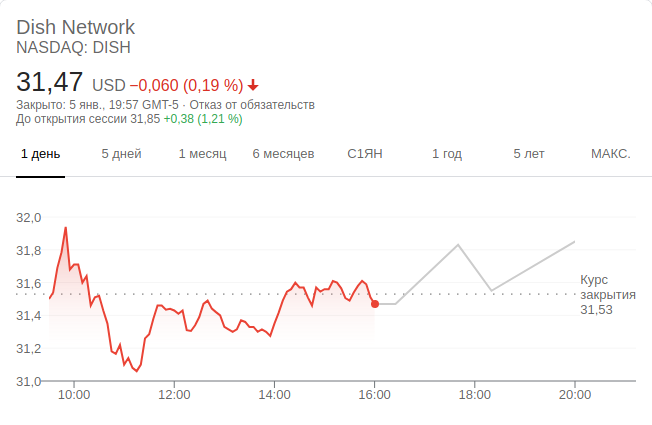 Dish Network
NASDAQ: DISH
31,47 USD −0,060 (0,19 %)
Закрыто: 5 янв., 19:57 GMT-5 · Отказ от обязательств
До открытия сессии 31,85 +0,38 (1,21 %)
1 день 5 дней 1 месяц 6 месяцев С1ЯН 1 год 5 лет МАКС.
32,0
31,8
31,6
31,4
31,2
31,0
Курс
закрытия
31,53
10:00 12:00 14:00 16:00 18:00 20:00